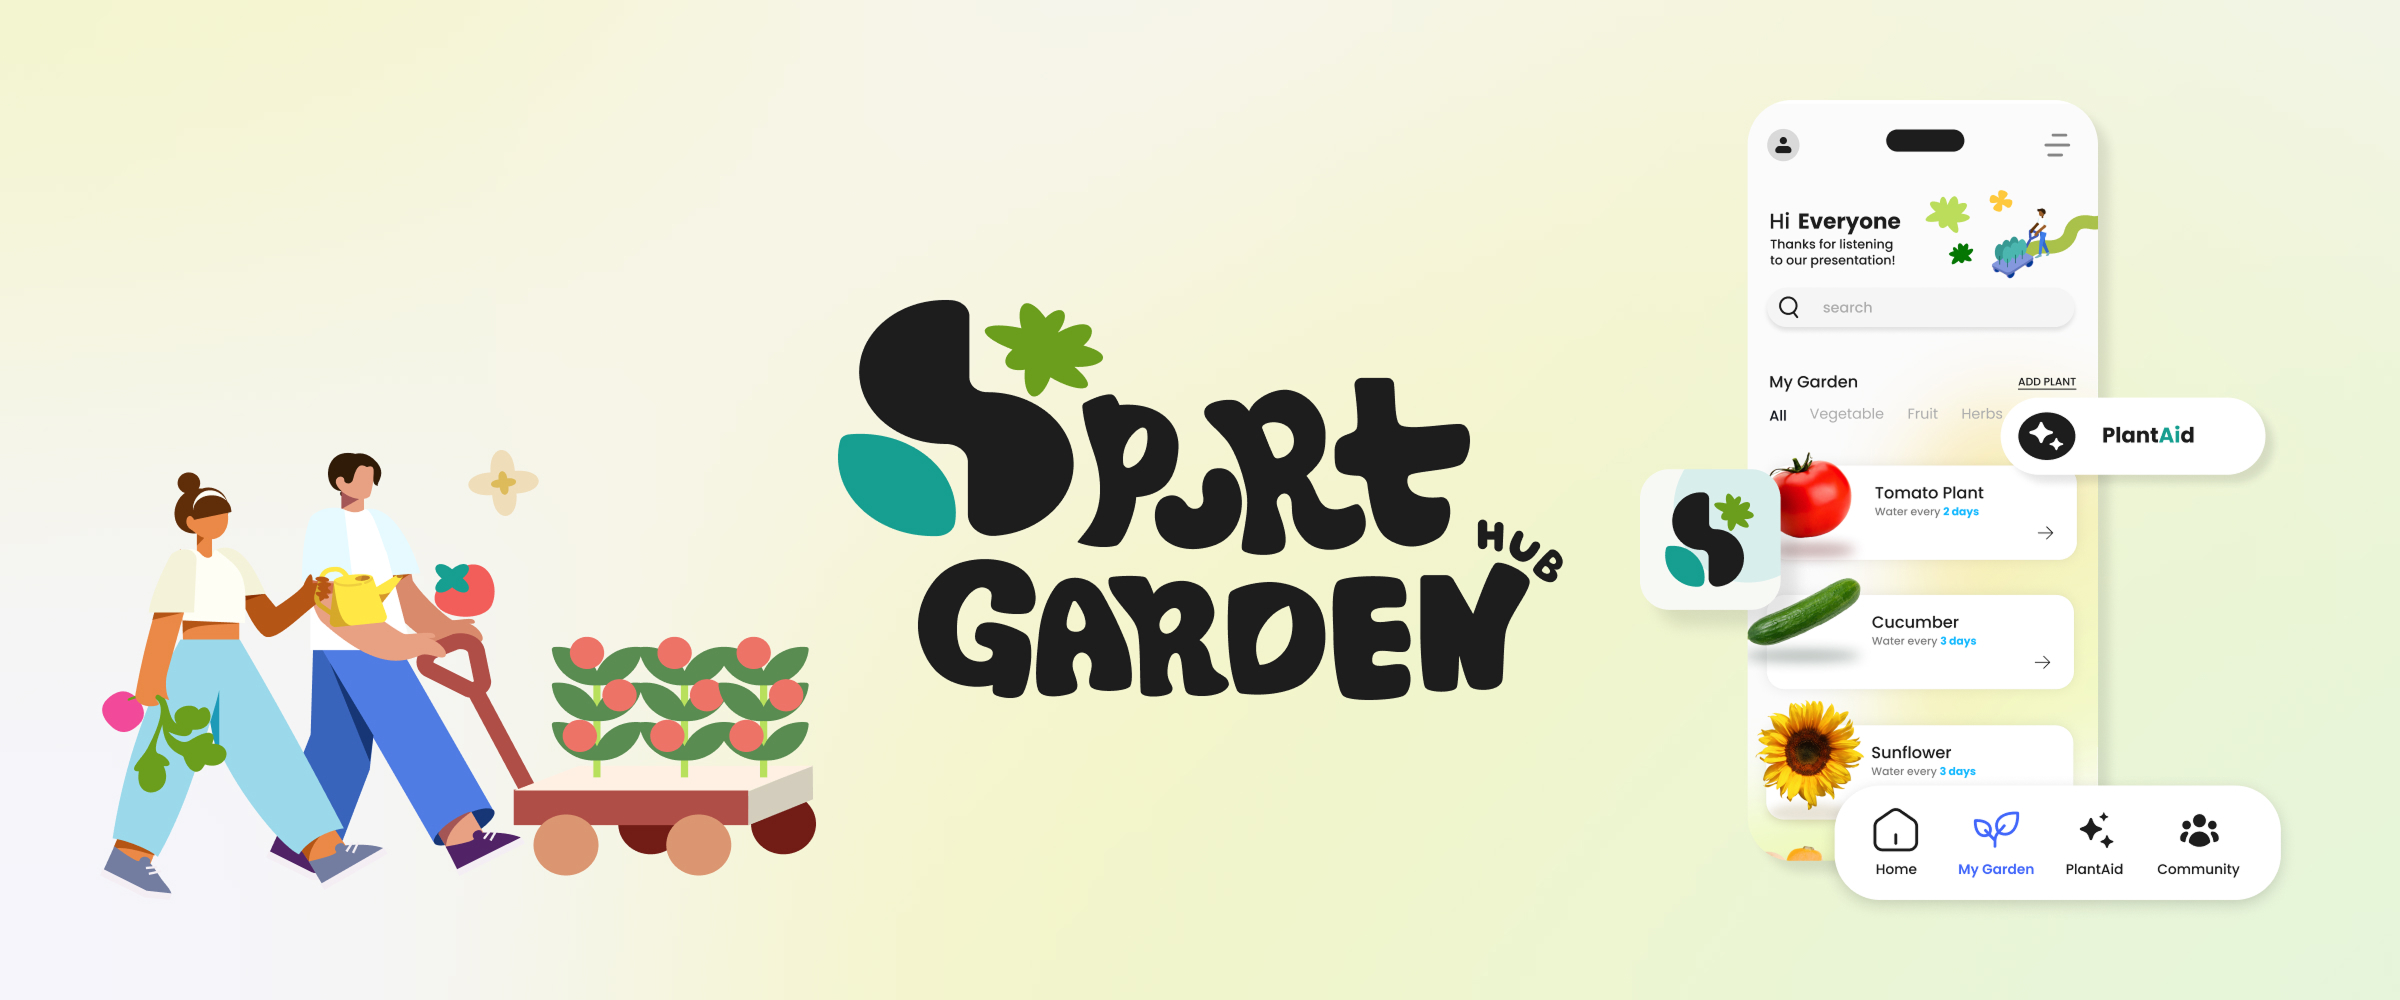 Spurt
HUB
GARDEN
Hi Everyone
Thanks for listening
to our presentation!
search
My Garden
ADD PLANT
All Vegetable Fruit Herbs
PlantAid
Tomato Plant
Water every 2 days
Cucumber
Water every 3 days
Sunflower
Water every 3 days
Home My Garden PlantAid Community